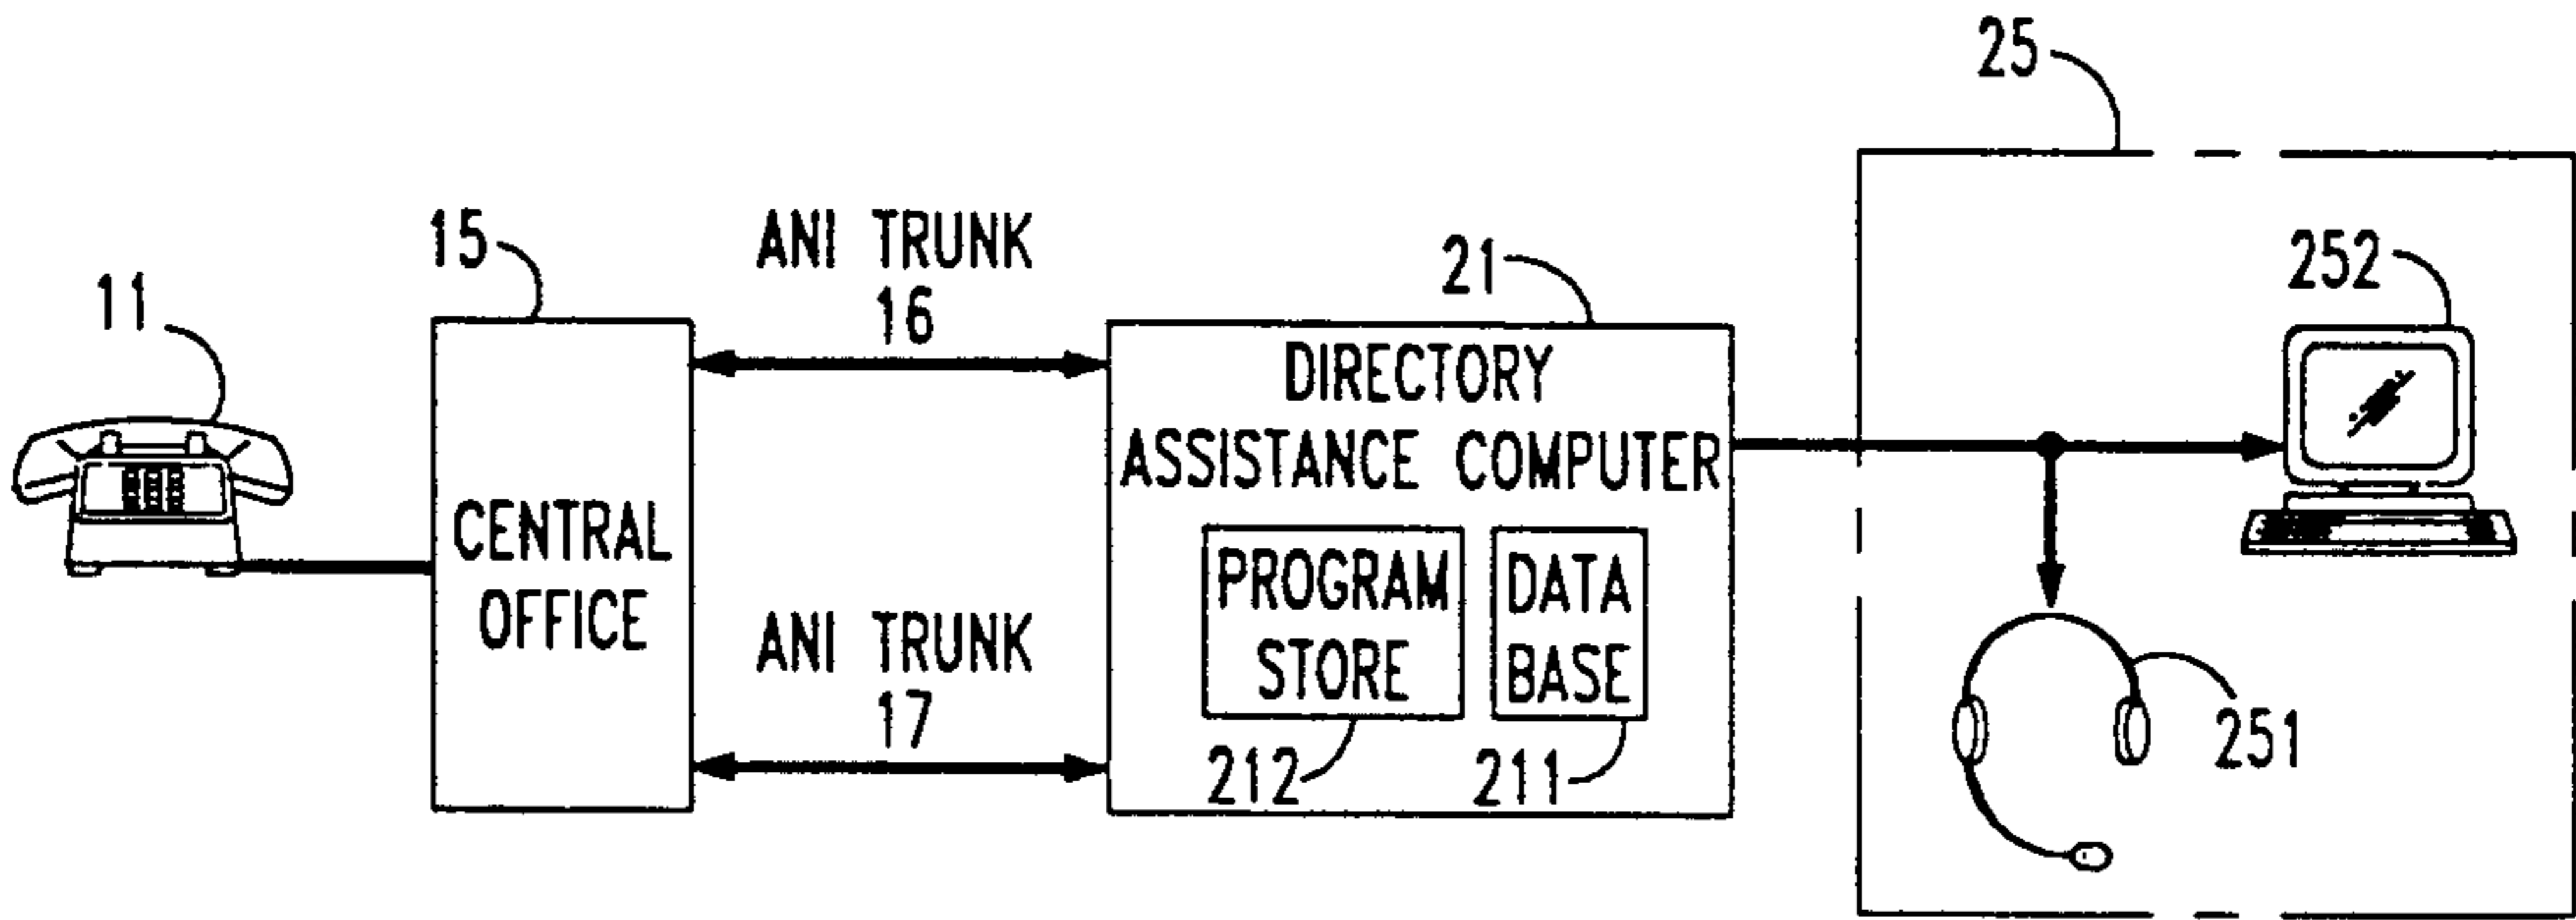 25
15
ANI TRUNK
16
21
252
11
DIRECTORY
ASSISTANCE COMPUTER
CENTRAL
OFFICE
PROGRAM
STORE
DATA
BASE
ANI TRUNK
17
212
211
251